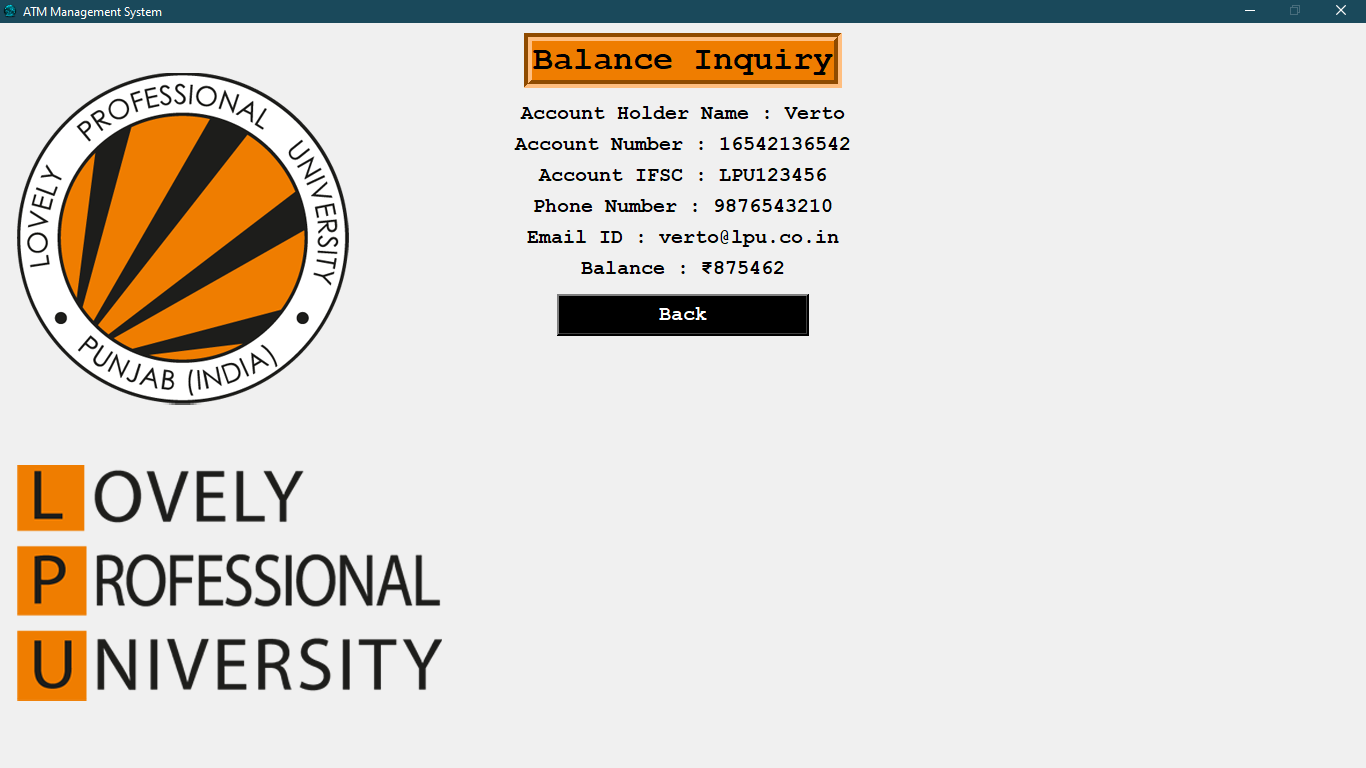 ATM Management System
Balance Inquiry
Account Holder Name : Verto
Account Number : 16542136542
Account IFSC : LPU123456
Phone Number : 9876543210
Email ID : verto@lpu.co.in
Balance : ₹875462
Back
LOVELY PROFESSIONAL UNIVERSITY
PUNJAB (INDIA)
LOVELY
PROFESSIONAL
UNIVERSITY